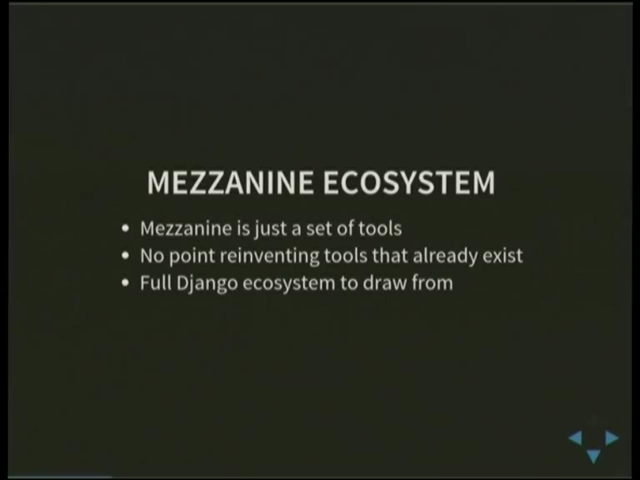 MEZZANINE ECOSYSTEM
Mezzanine is just a set of tools
No point reinventing tools that already exist
Full Django ecosystem to draw from